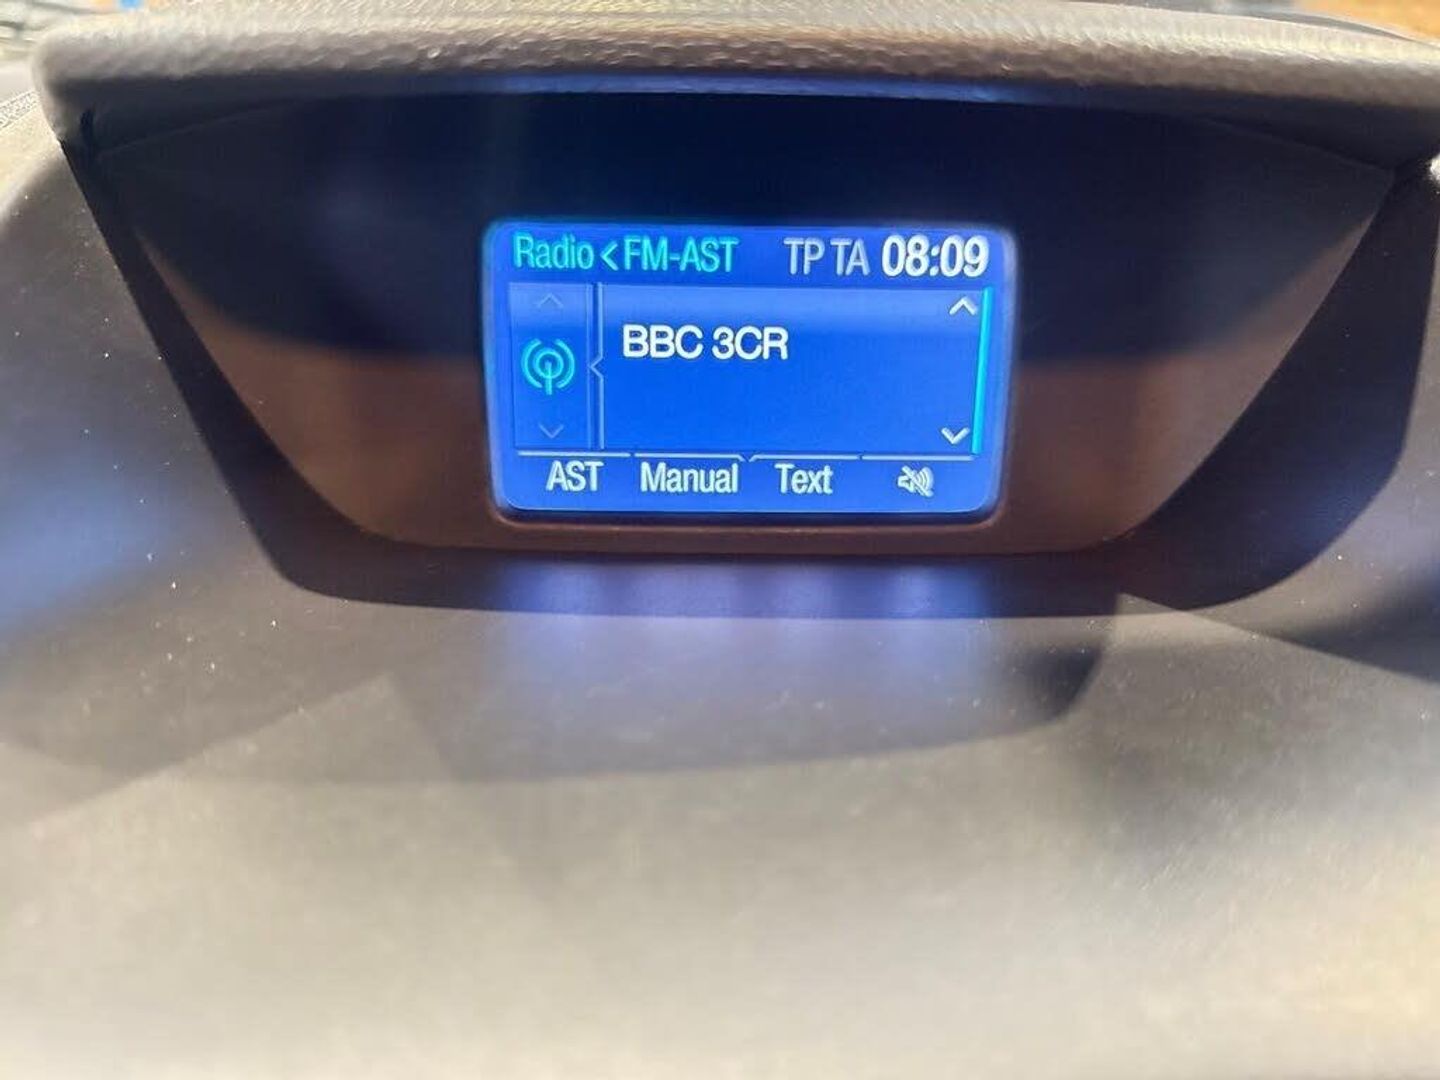 Radio < FM-AST TP TA 08:09
BBC 3CR
AST Manual Text